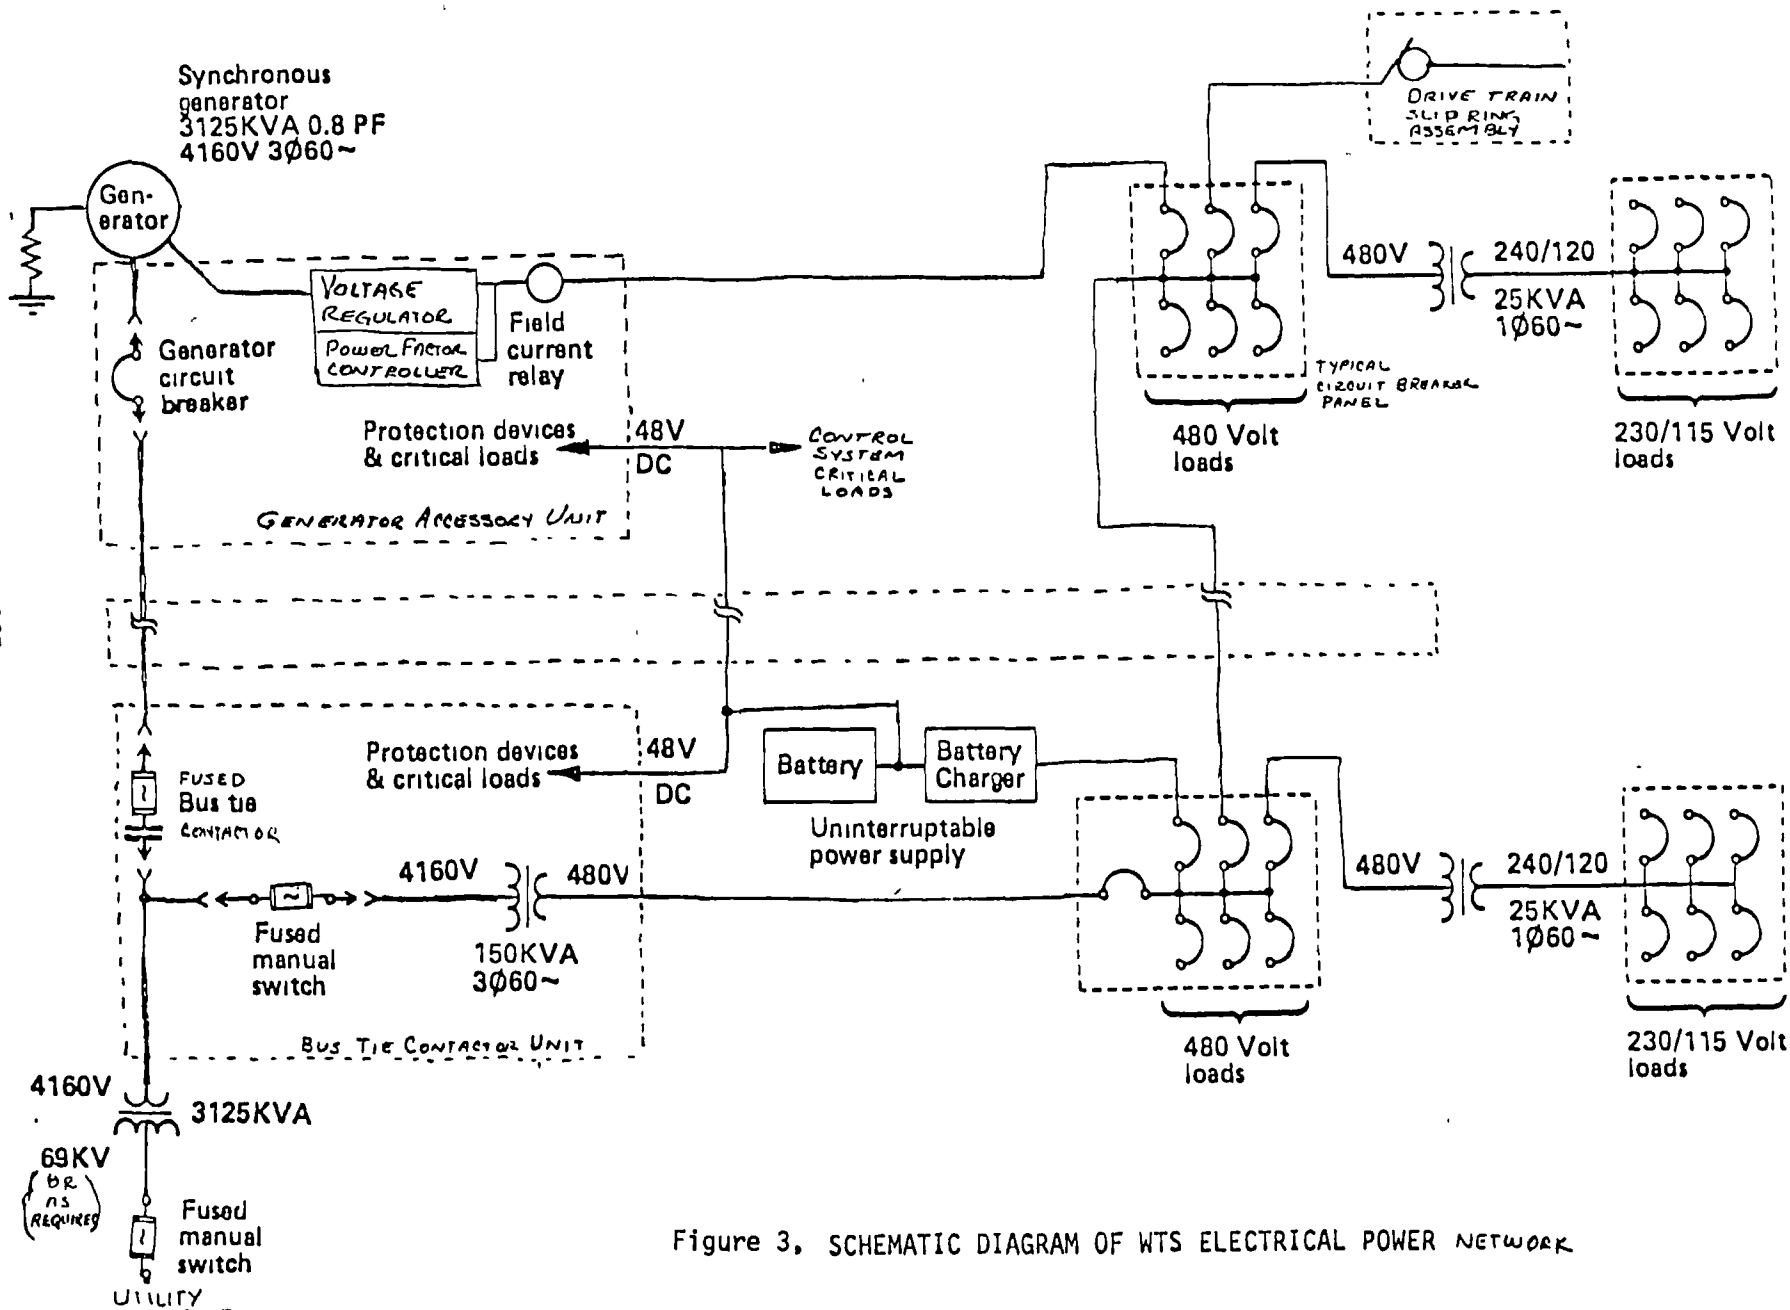 Synchronous
generator
3125KVA 0.8 PF
4160V 3Ø60~
Gen-
erator
VOLTAGE
REGULATOR
POWER FACTOR
CONTROLLER
Field
current
relay
Generator
circuit
breaker
Protection devices
& critical loads
48V
DC
CONTROL
SYSTEM
CRITICAL
LOADS
GENERATOR ACCESSORY UNIT
DRIVE TRAIN
SLIP RING
ASSEMBLY
480V
240/120
25KVA
1Ø60~
TYPICAL
CIRCUIT BREAKER
PANEL
480 Volt
loads
230/115 Volt
loads
Protection devices
& critical loads
48V
DC
Battery
Battery
Charger
Uninterruptable
power supply
FUSED
Bus tie
CONTACTOR
4160V
480V
Fused
manual
switch
150KVA
3Ø60~
BUS TIE CONTACTOR UNIT
480V
240/120
25KVA
1Ø60~
480 Volt
loads
230/115 Volt
loads
4160V
3125KVA
69KV
OR
AS
REQUIRED
Fused
manual
switch
UTILITY
Figure 3. SCHEMATIC DIAGRAM OF WTS ELECTRICAL POWER NETWORK